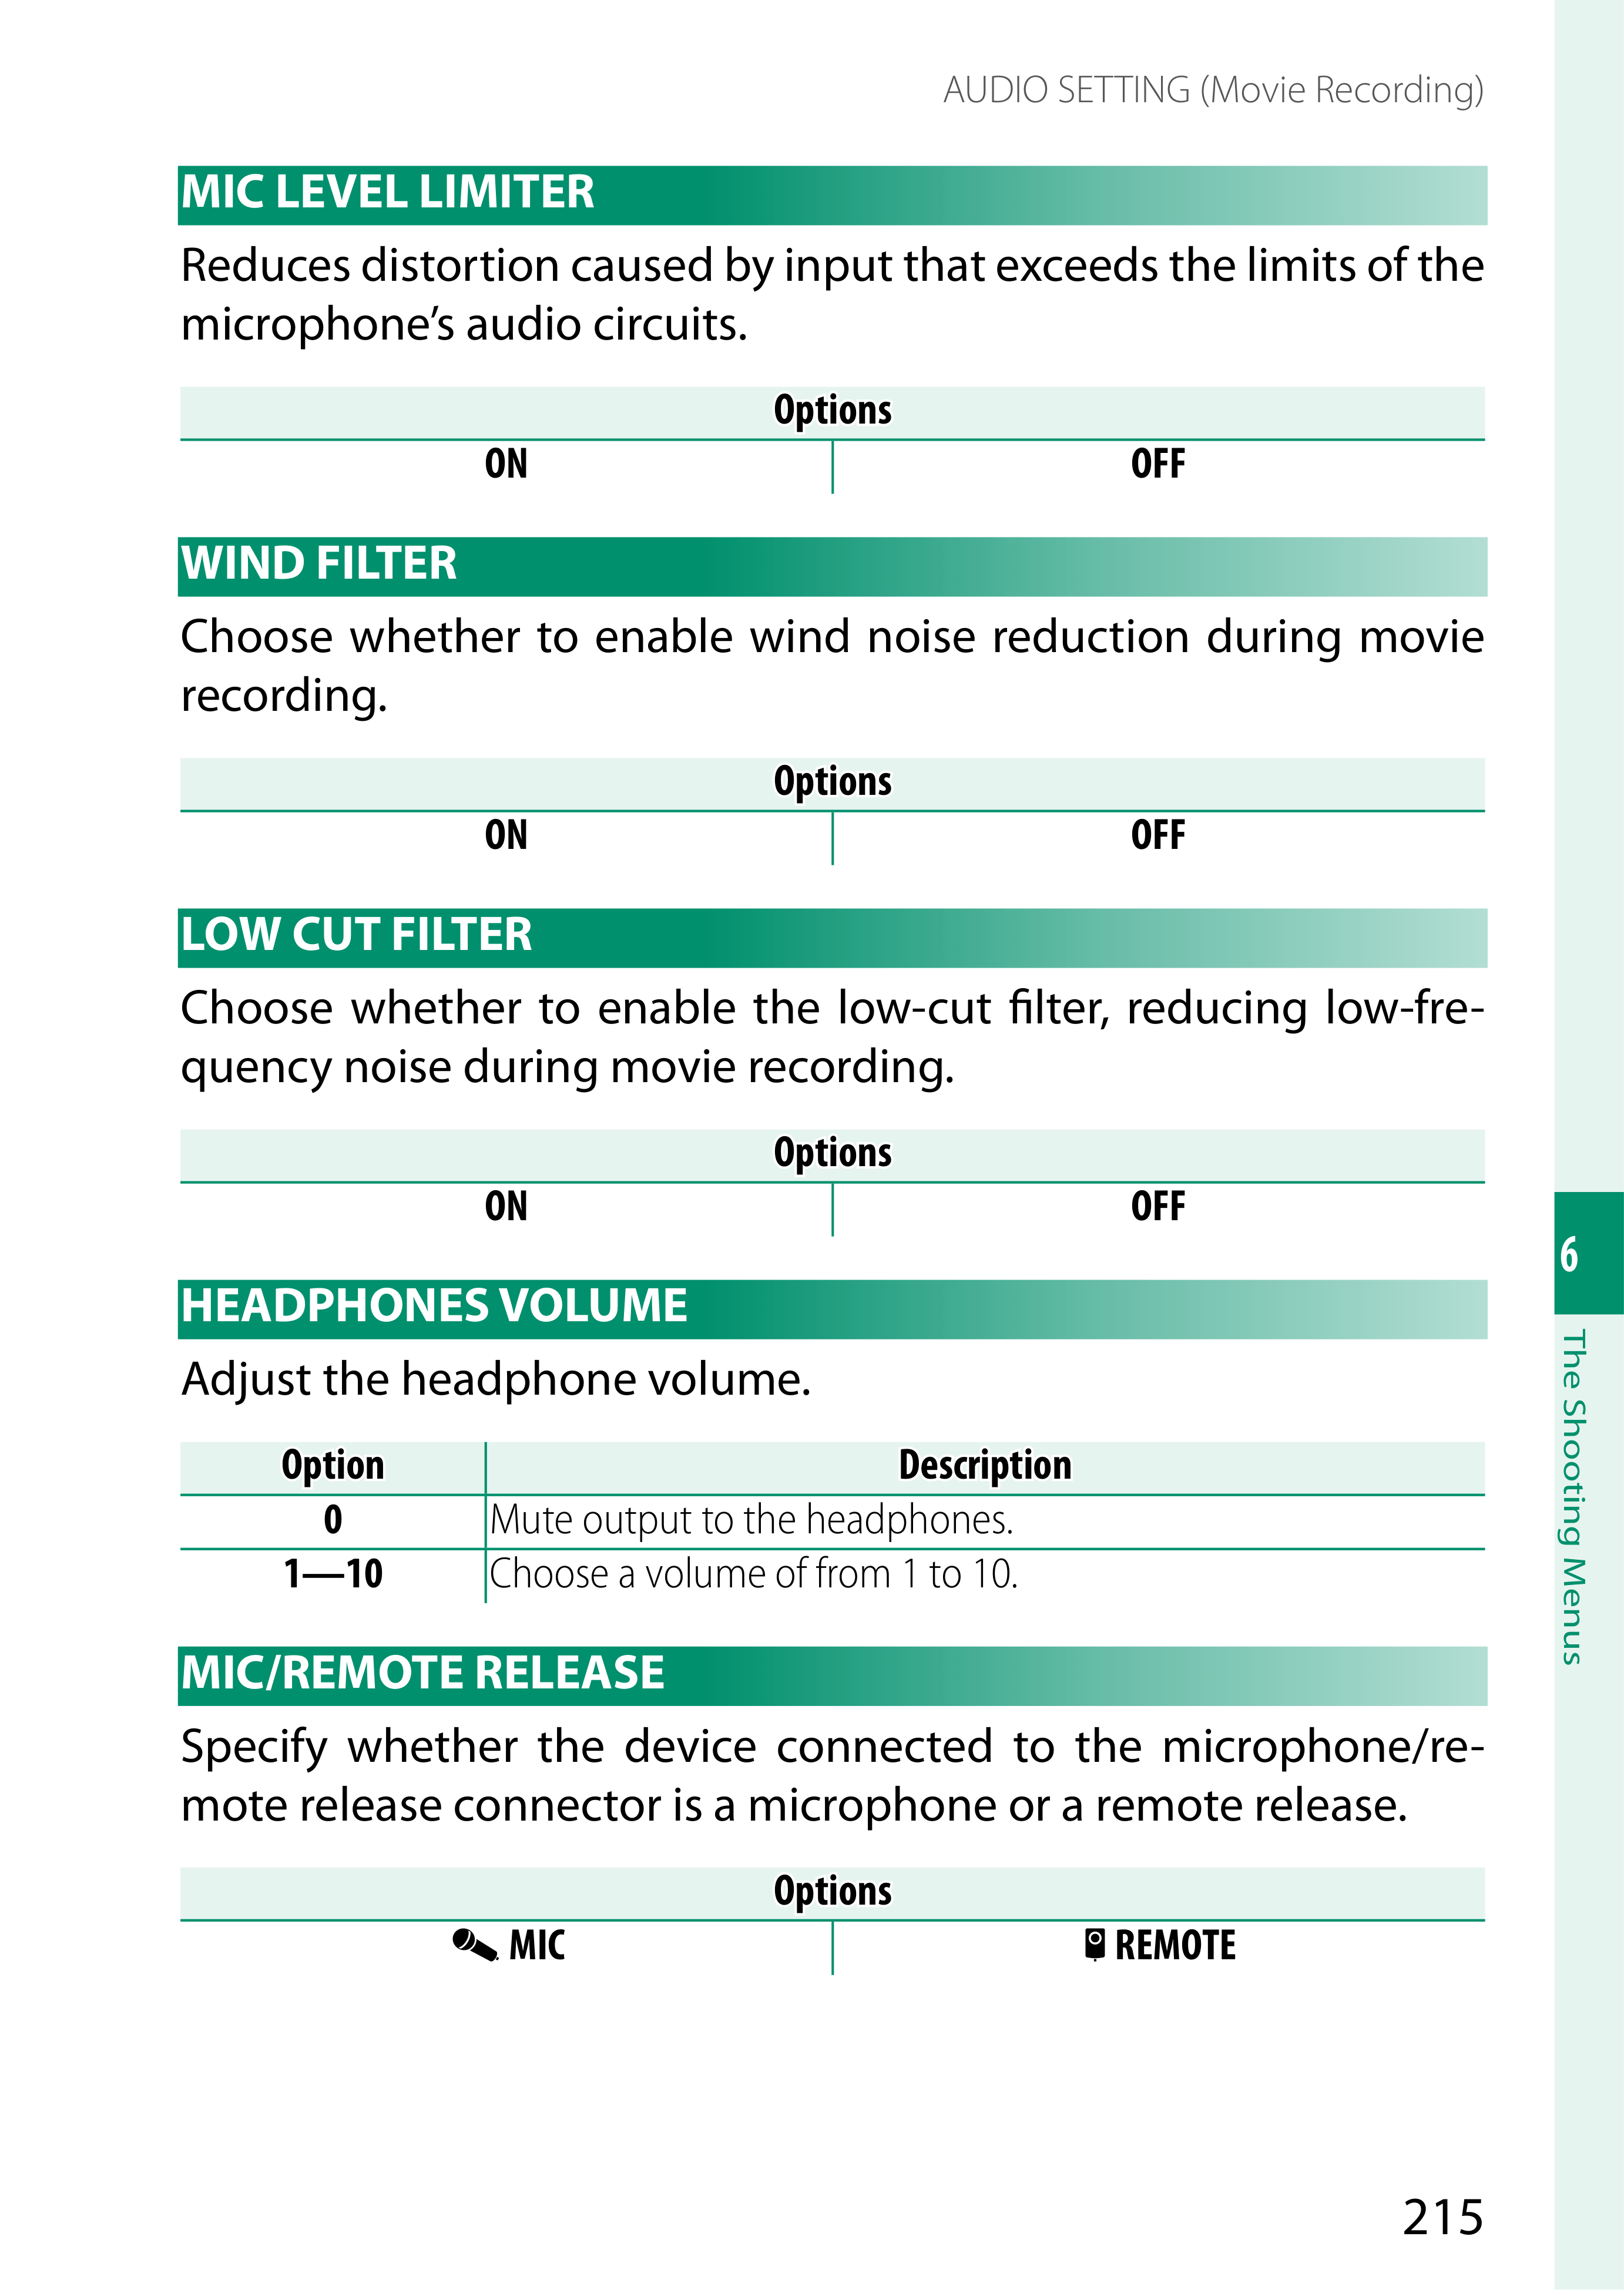 AUDIO SETTING (Movie Recording)
MIC LEVEL LIMITER
Reduces distortion caused by input that exceeds the limits of the
microphone’s audio circuits.
Options
ON OFF
WIND FILTER
Choose whether to enable wind noise reduction during movie
recording.
Options
ON OFF
LOW CUT FILTER
Choose whether to enable the low-cut filter, reducing low-fre-
quency noise during movie recording.
Options
ON OFF
HEADPHONES VOLUME
Adjust the headphone volume.
Option Description
0 Mute output to the headphones.
1—10 Choose a volume of from 1 to 10.
MIC/REMOTE RELEASE
Specify whether the device connected to the microphone/re-
mote release connector is a microphone or a remote release.
Options
MIC REMOTE
6
The Shooting Menus
215